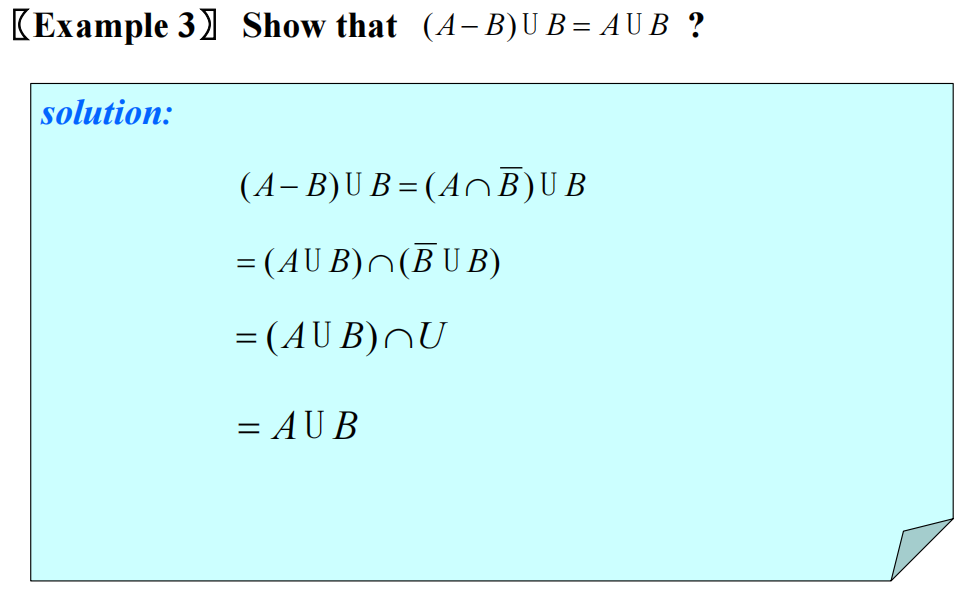 〖Example 3〗 Show that (A − B) ∪ B = A ∪ B ?
solution:
(A − B) ∪ B = (A ∩ B̅) ∪ B
= (A ∪ B) ∩ (B̅ ∪ B)
= (A ∪ B) ∩ U
= A ∪ B